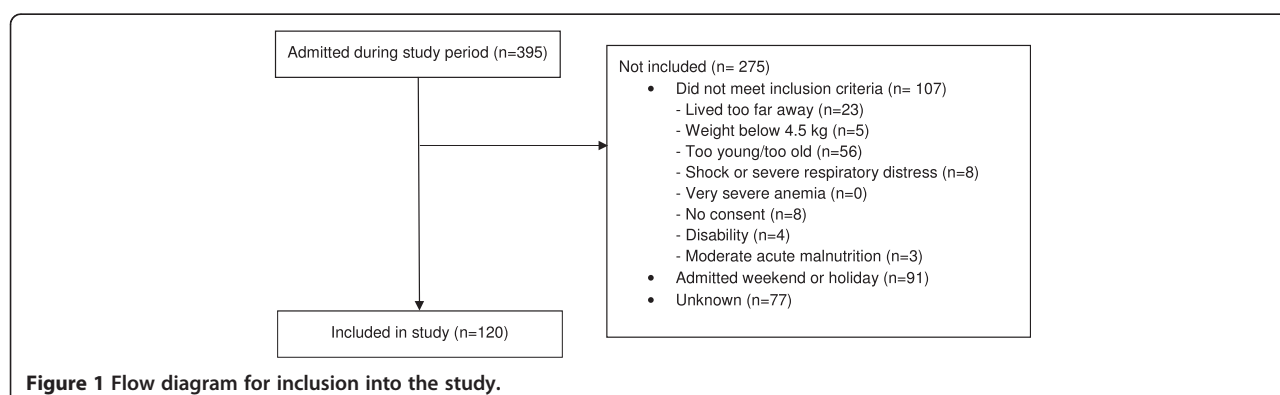 Admitted during study period (n=395)
Not included (n= 275)
• Did not meet inclusion criteria (n= 107)
- Lived too far away (n=23)
- Weight below 4.5 kg (n=5)
- Too young/too old (n=56)
- Shock or severe respiratory distress (n=8)
- Very severe anemia (n=0)
- No consent (n=8)
- Disability (n=4)
- Moderate acute malnutrition (n=3)
• Admitted weekend or holiday (n=91)
• Unknown (n=77)
Included in study (n=120)
Figure 1 Flow diagram for inclusion into the study.